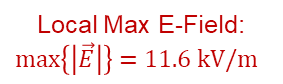 Local Max E-Field:
max{|E⃗|} = 11.6 kV/m